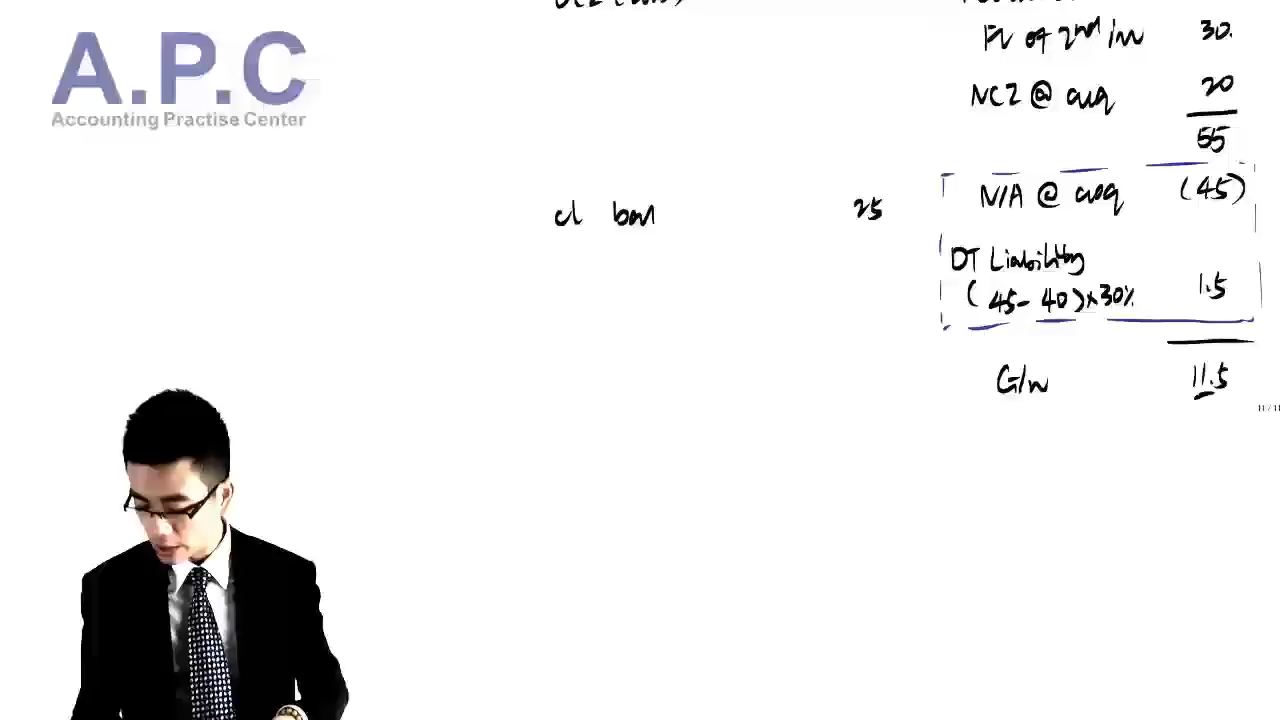 A.P.C
Accounting Practise Center
FV of 2nd inv 30.
NCI @ acq 20
55
cl bal 25
N/A @ acq (45)
DT Liability
(45-40)x30% 1.5
G/w 11.5